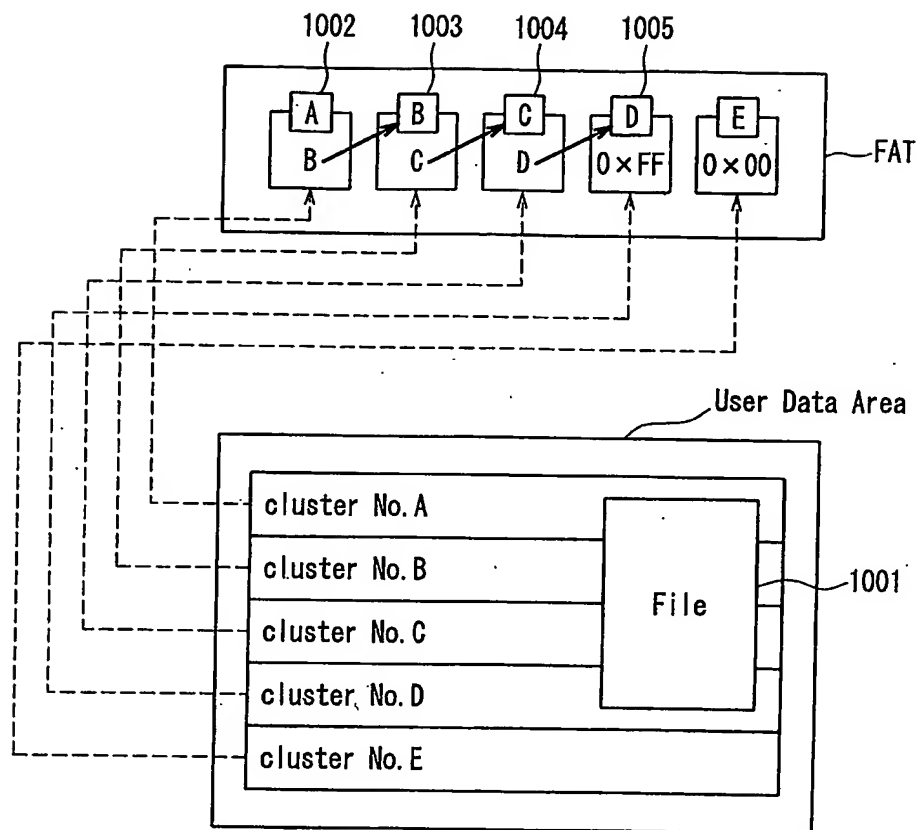 1002 1003 1004 1005
A B C D E
B C D 0×FF 0×00
FAT
User Data Area
cluster No.A
cluster No.B
1001
File
cluster No.C
cluster No.D
cluster No.E